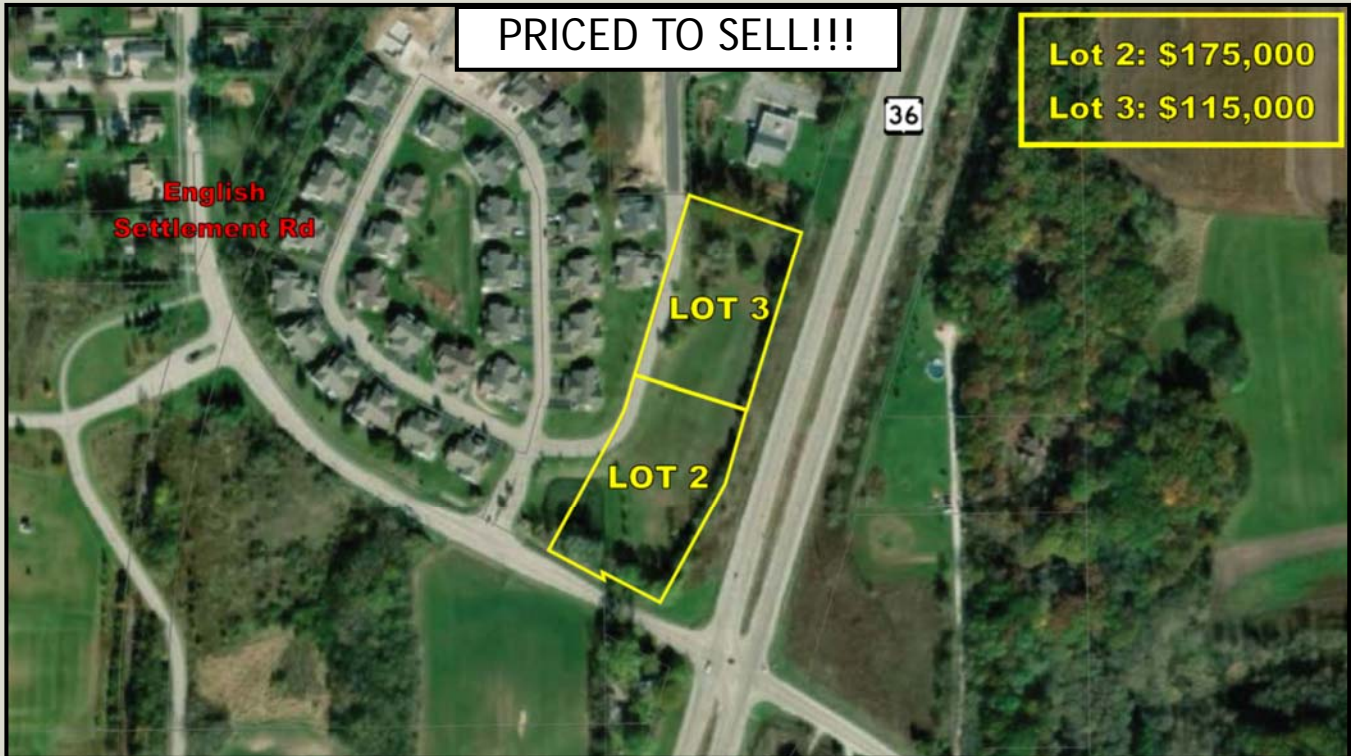 PRICED TO SELL!!!
Lot 2: $175,000
Lot 3: $115,000
36
English
Settlement Rd
LOT 3
LOT 2